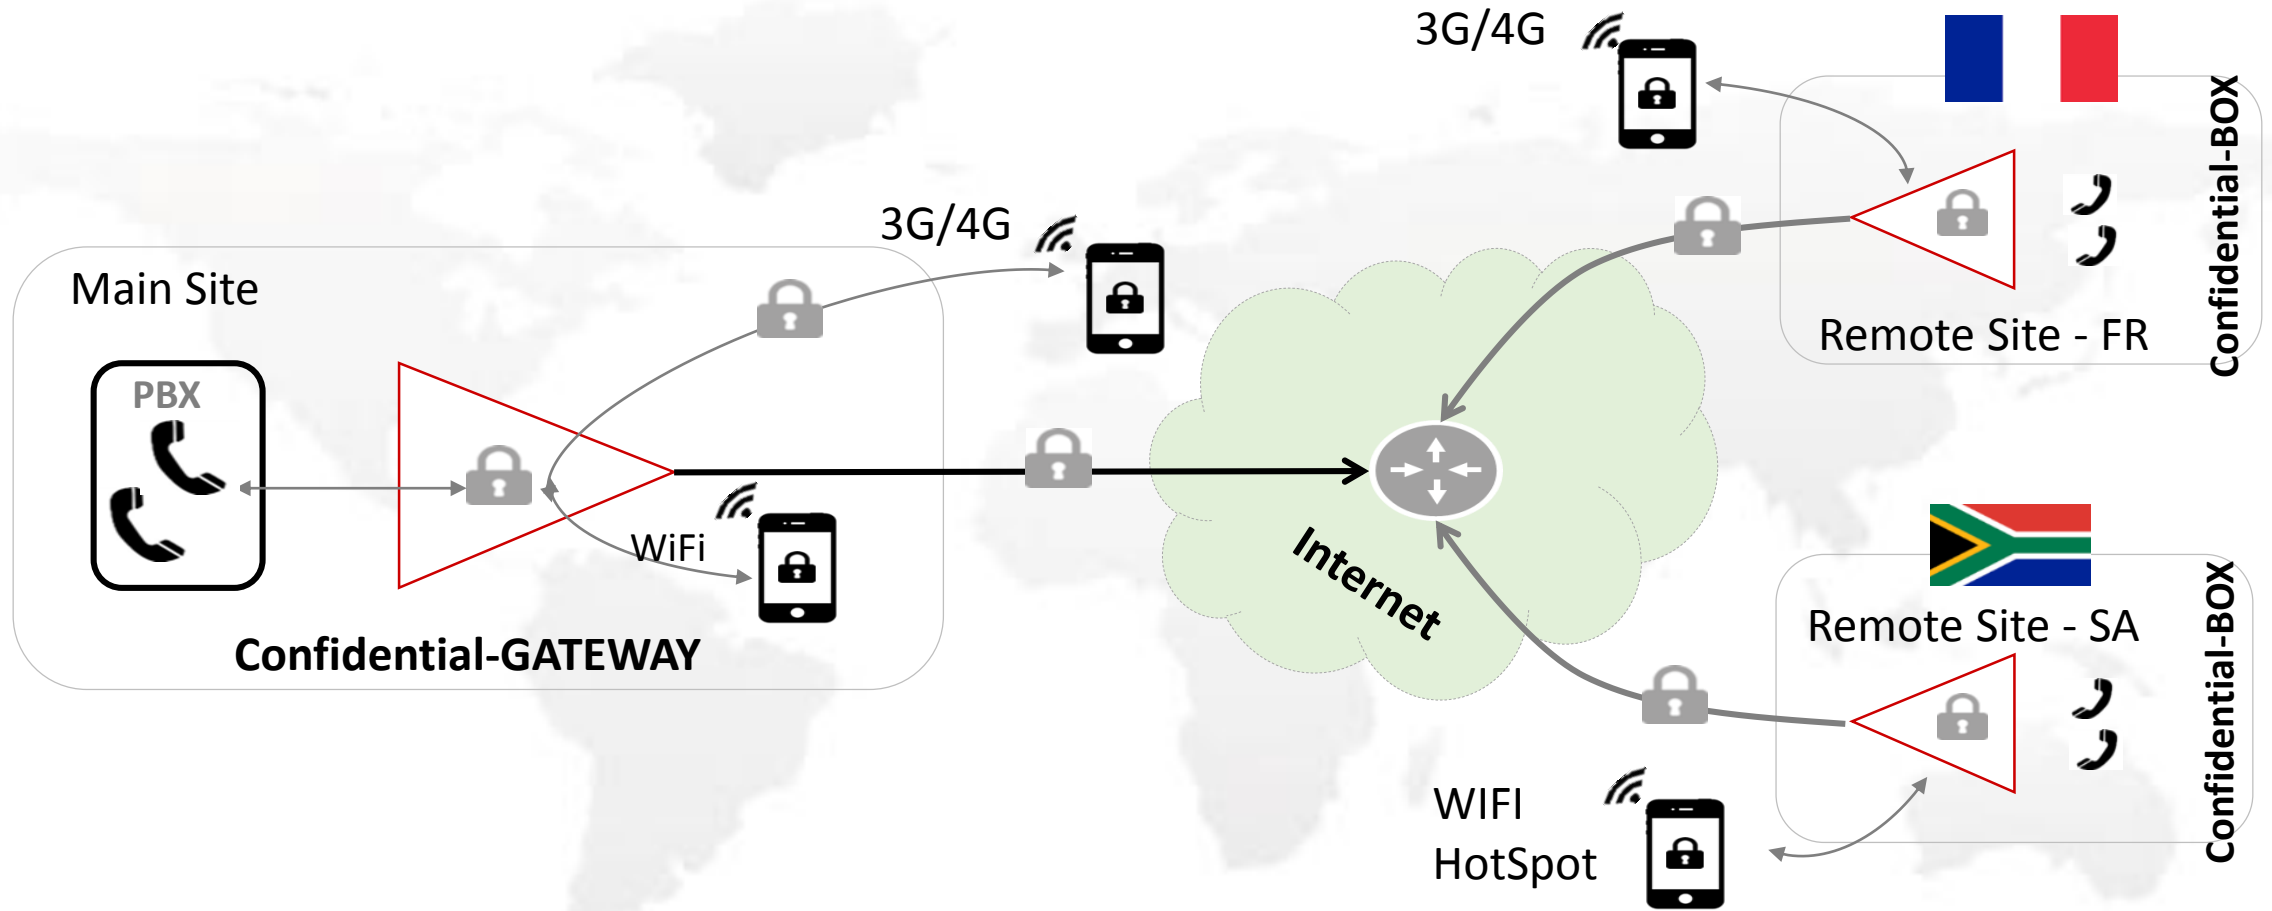 3G/4G
Confidential-BOX
3G/4G
Main Site
Remote Site - FR
PBX
WiFi
Internet
Confidential-GATEWAY
Remote Site - SA
Confidential-BOX
WIFI
HotSpot